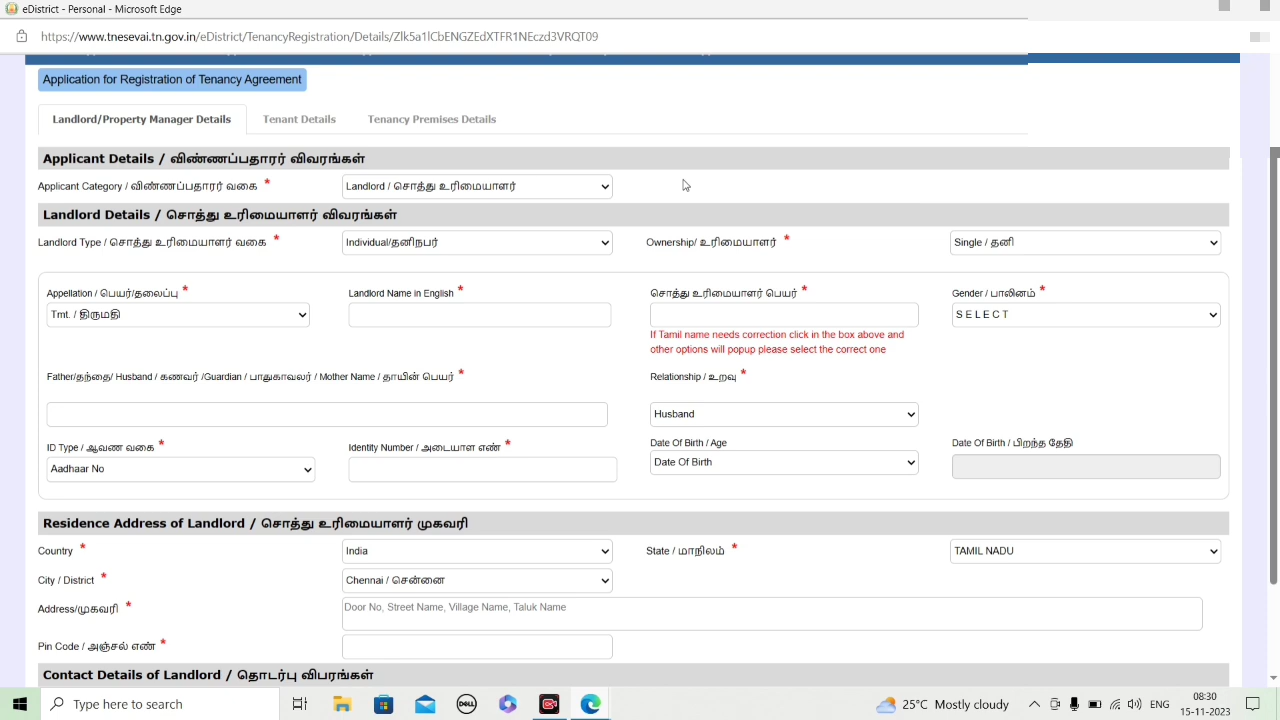 eDistrict - Personal - Microsoft Edge
https://www.tnesevai.tn.gov.in/eDistrict/TenancyRegistration/Details/Zlk5a1lCbENGZEdXTFR1NEczd3VRQT09
Application for Registration of Tenancy Agreement
Landlord/Property Manager Details Tenant Details Tenancy Premises Details
Applicant Details / விண்ணப்பதாரர் விவரங்கள்
Applicant Category / விண்ணப்பதாரர் வகை * Landlord / சொத்து உரிமையாளர்
Landlord Details / சொத்து உரிமையாளர் விவரங்கள்
Landlord Type / சொத்து உரிமையாளர் வகை * Individual/தனிநபர் Ownership/ உரிமையாளர் * Single / தனி
Appellation / பெயர்/தலைப்பு * Landlord Name in English * சொத்து உரிமையாளர் பெயர் * Gender / பாலினம் *
Tmt. / திருமதி S E L E C T
If Tamil name needs correction click in the box above and
other options will popup please select the correct one
Father/தந்தை/ Husband / கணவர் /Guardian / பாதுகாவலர் / Mother Name / தாயின் பெயர் * Relationship / உறவு *
Husband
ID Type / ஆவண வகை * Identity Number / அடையாள எண் * Date Of Birth / Age Date Of Birth / பிறந்த தேதி
Aadhaar No Date Of Birth
Residence Address of Landlord / சொத்து உரிமையாளர் முகவரி
Country * India State / மாநிலம் * TAMIL NADU
City / District * Chennai / சென்னை
Address/முகவரி * Door No, Street Name, Village Name, Taluk Name
Pin Code / அஞ்சல் எண் *
Contact Details of Landlord / தொடர்பு விபரங்கள்
Type here to search DELL 25°C Mostly cloudy ENG 08:30
15-11-2023